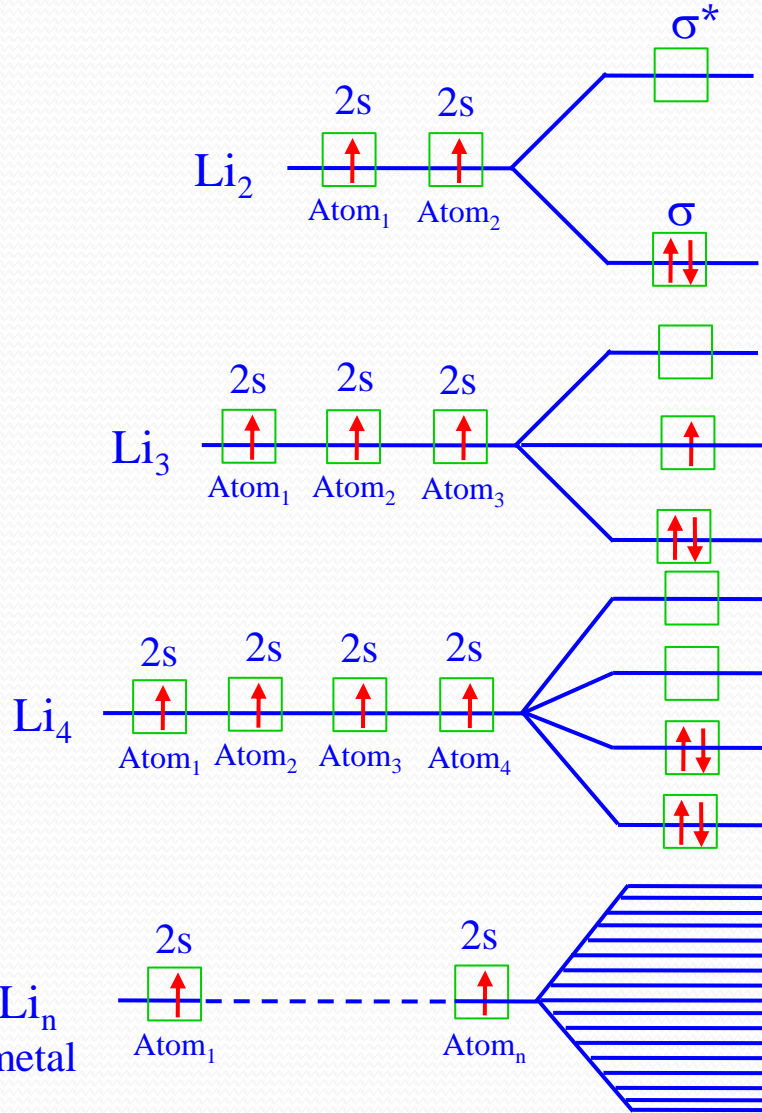 σ*
2s 2s
Li₂
Atom₁ Atom₂
σ
2s 2s 2s
Li₃
Atom₁ Atom₂ Atom₃
2s 2s 2s 2s
Li₄
Atom₁ Atom₂ Atom₃ Atom₄
2s 2s
Liₙ
Atom₁ Atomₙ
metal